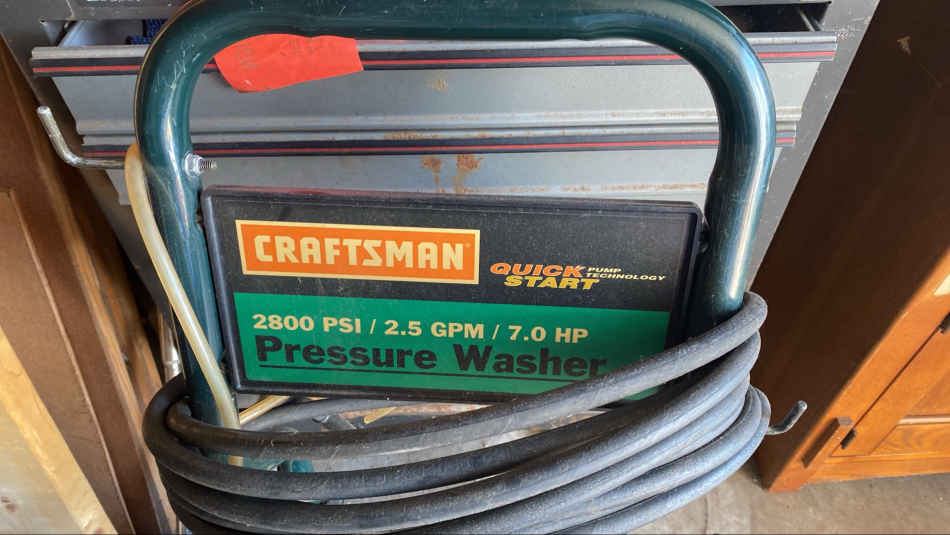 CRAFTSMAN
QUICK START PUMP TECHNOLOGY
2800 PSI / 2.5 GPM / 7.0 HP
Pressure Washer